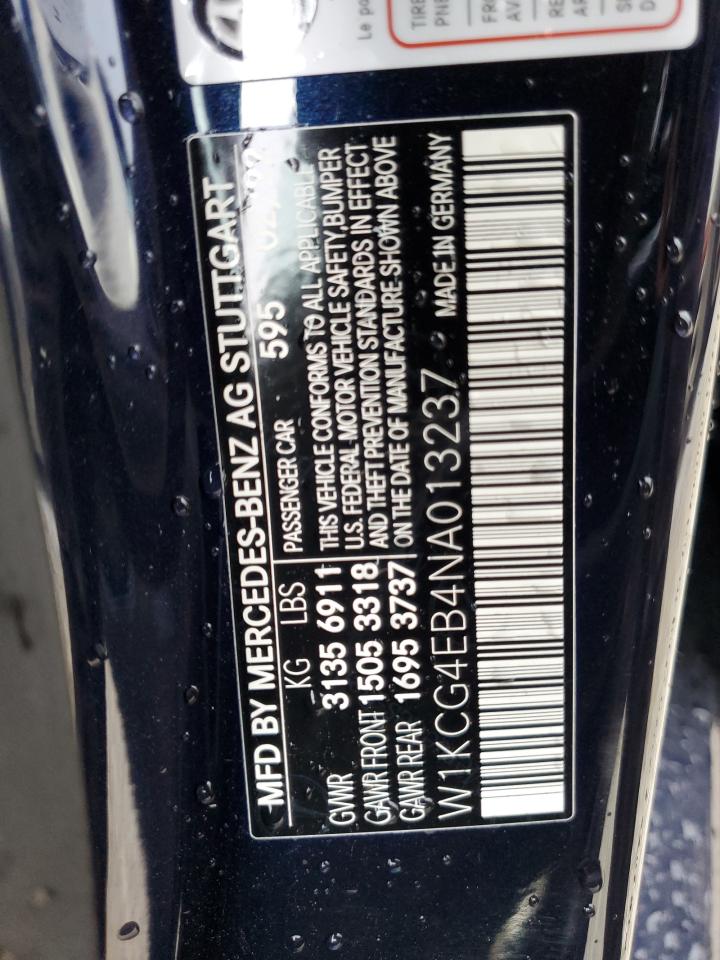 MFD BY MERCEDES-BENZ AG STUTTGART
KG LBS PASSENGER CAR 595
GVWR 3135 6911
GAWR FRONT 1505 3318
GAWR REAR 1695 3737
THIS VEHICLE CONFORMS TO ALL APPLICABLE
U.S. FEDERAL MOTOR VEHICLE SAFETY, BUMPER
AND THEFT PREVENTION STANDARDS IN EFFECT
ON THE DATE OF MANUFACTURE SHOWN ABOVE
W1KCG4EB4NA013237 MADE IN GERMANY
Le
TIRE